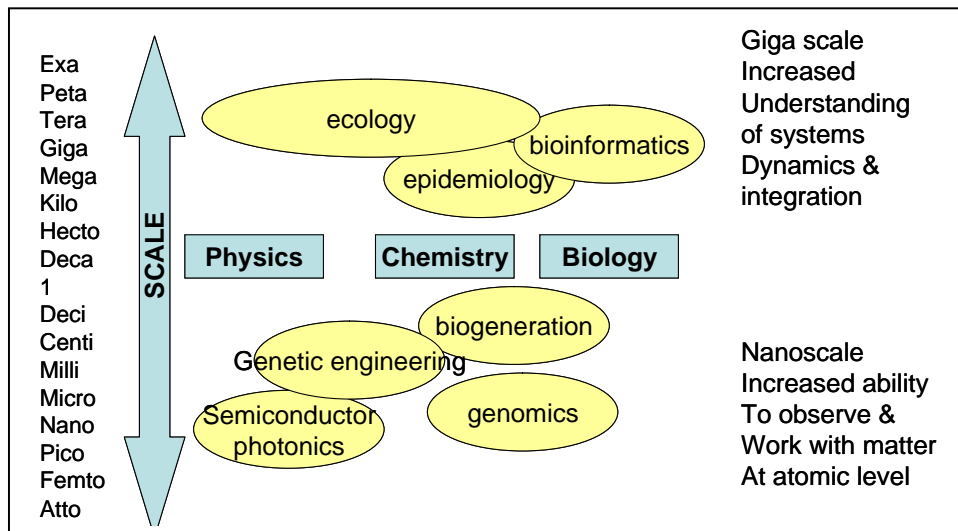 Exa
Peta
Tera
Giga
Mega
Kilo
Hecto
Deca
1
Deci
Centi
Milli
Micro
Nano
Pico
Femto
Atto
SCALE
ecology
bioinformatics
epidemiology
Physics
Chemistry
Biology
biogeneration
Genetic engineering
Semiconductor
photonics
genomics
Giga scale
Increased
Understanding
of systems
Dynamics &
integration
Nanoscale
Increased ability
To observe &
Work with matter
At atomic level